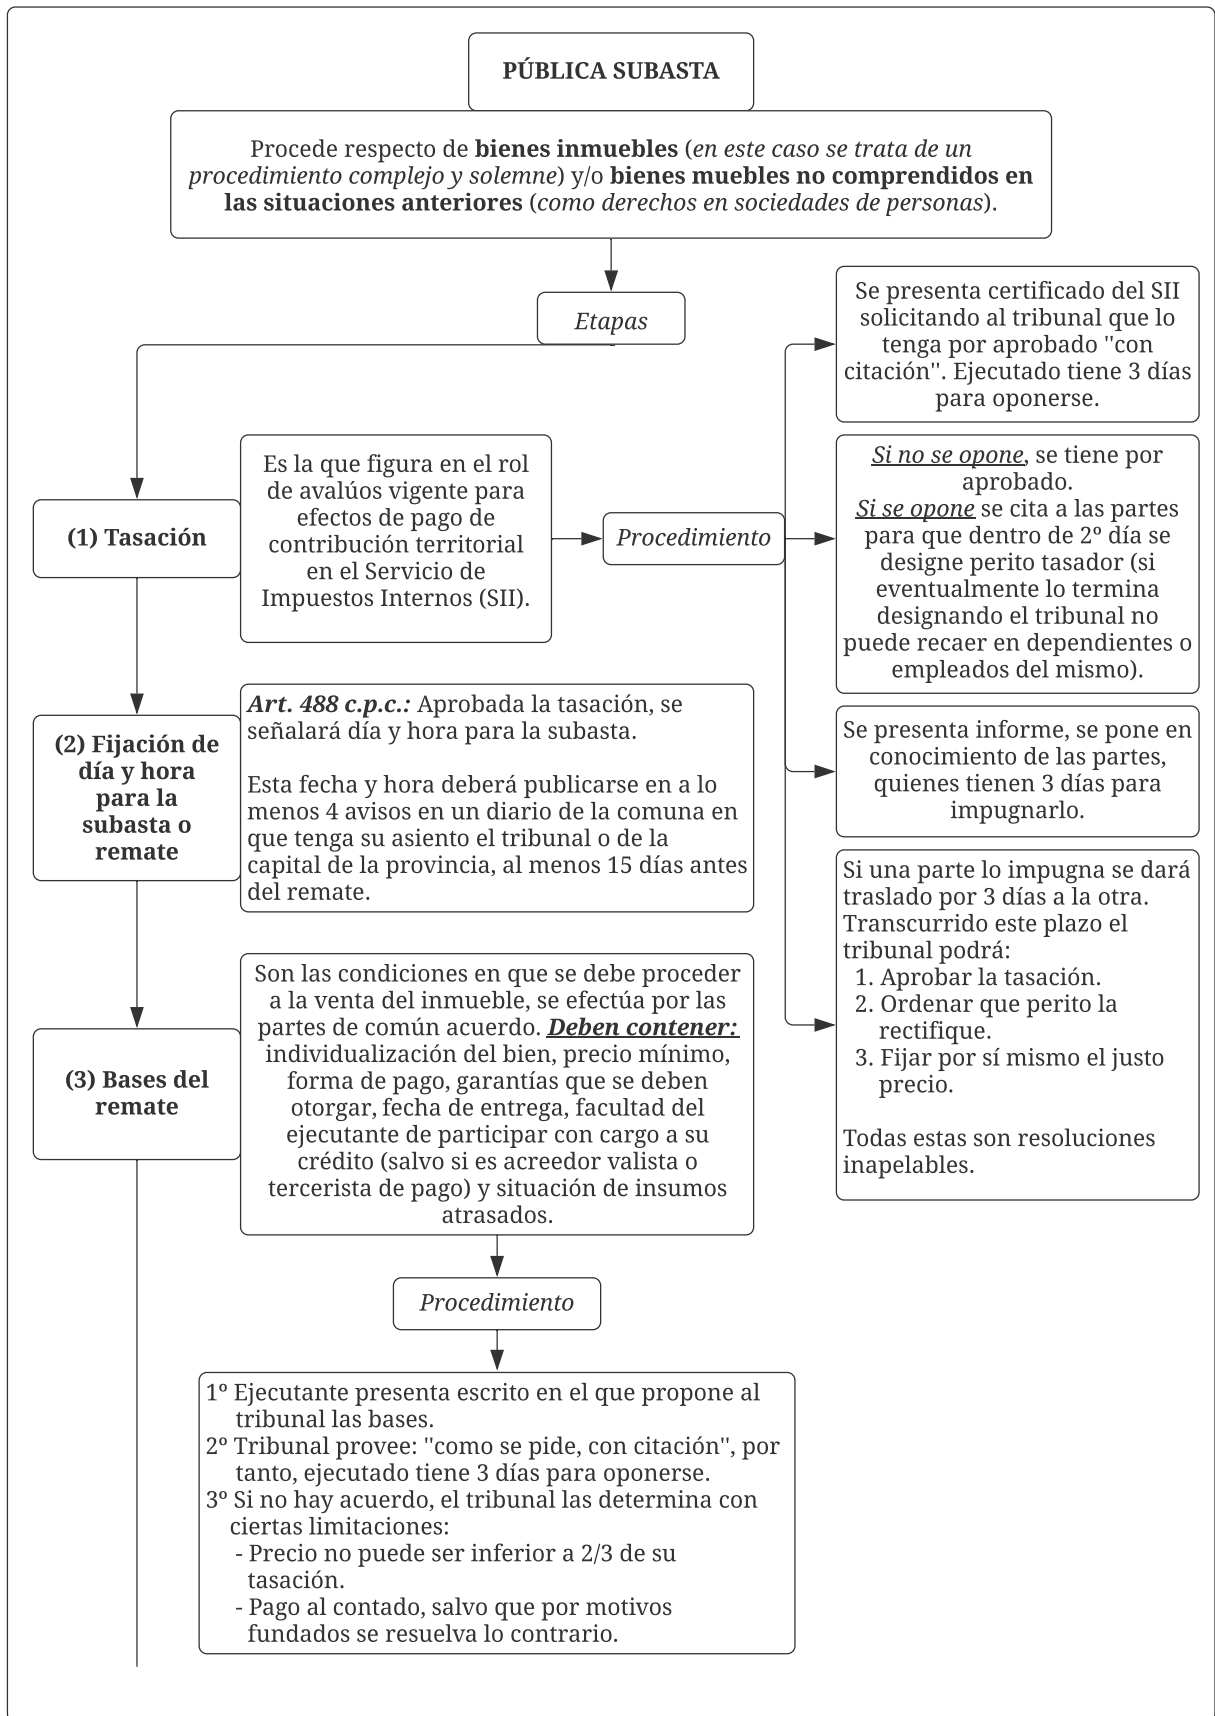 PÚBLICA SUBASTA
Procede respecto de bienes inmuebles (en este caso se trata de un
procedimiento complejo y solemne) y/o bienes muebles no comprendidos en
las situaciones anteriores (como derechos en sociedades de personas).
Etapas
(1) Tasación
Es la que figura en el rol
de avalúos vigente para
efectos de pago de
contribución territorial
en el Servicio de
Impuestos Internos (SII).
Procedimiento
Se presenta certificado del SII
solicitando al tribunal que lo
tenga por aprobado "con
citación". Ejecutado tiene 3 días
para oponerse.
Si no se opone, se tiene por
aprobado.
Si se opone se cita a las partes
para que dentro de 2º día se
designe perito tasador (si
eventualmente lo termina
designando el tribunal no
puede recaer en dependientes o
empleados del mismo).
Se presenta informe, se pone en
conocimiento de las partes,
quienes tienen 3 días para
impugnarlo.
Si una parte lo impugna se dará
traslado por 3 días a la otra.
Transcurrido este plazo el
tribunal podrá:
1. Aprobar la tasación.
2. Ordenar que perito la
rectifique.
3. Fijar por sí mismo el justo
precio.
Todas estas son resoluciones
inapelables.
(2) Fijación de
día y hora
para la
subasta o
remate
Art. 488 c.p.c.: Aprobada la tasación, se
señalará día y hora para la subasta.
Esta fecha y hora deberá publicarse en a lo
menos 4 avisos en un diario de la comuna en
que tenga su asiento el tribunal o de la
capital de la provincia, al menos 15 días antes
del remate.
(3) Bases del
remate
Son las condiciones en que se debe proceder
a la venta del inmueble, se efectúa por las
partes de común acuerdo. Deben contener:
individualización del bien, precio mínimo,
forma de pago, garantías que se deben
otorgar, fecha de entrega, facultad del
ejecutante de participar con cargo a su
crédito (salvo si es acreedor valista o
tercerista de pago) y situación de insumos
atrasados.
Procedimiento
1º Ejecutante presenta escrito en el que propone al
tribunal las bases.
2º Tribunal provee: "como se pide, con citación", por
tanto, ejecutado tiene 3 días para oponerse.
3º Si no hay acuerdo, el tribunal las determina con
ciertas limitaciones:
- Precio no puede ser inferior a 2/3 de su
tasación.
- Pago al contado, salvo que por motivos
fundados se resuelva lo contrario.